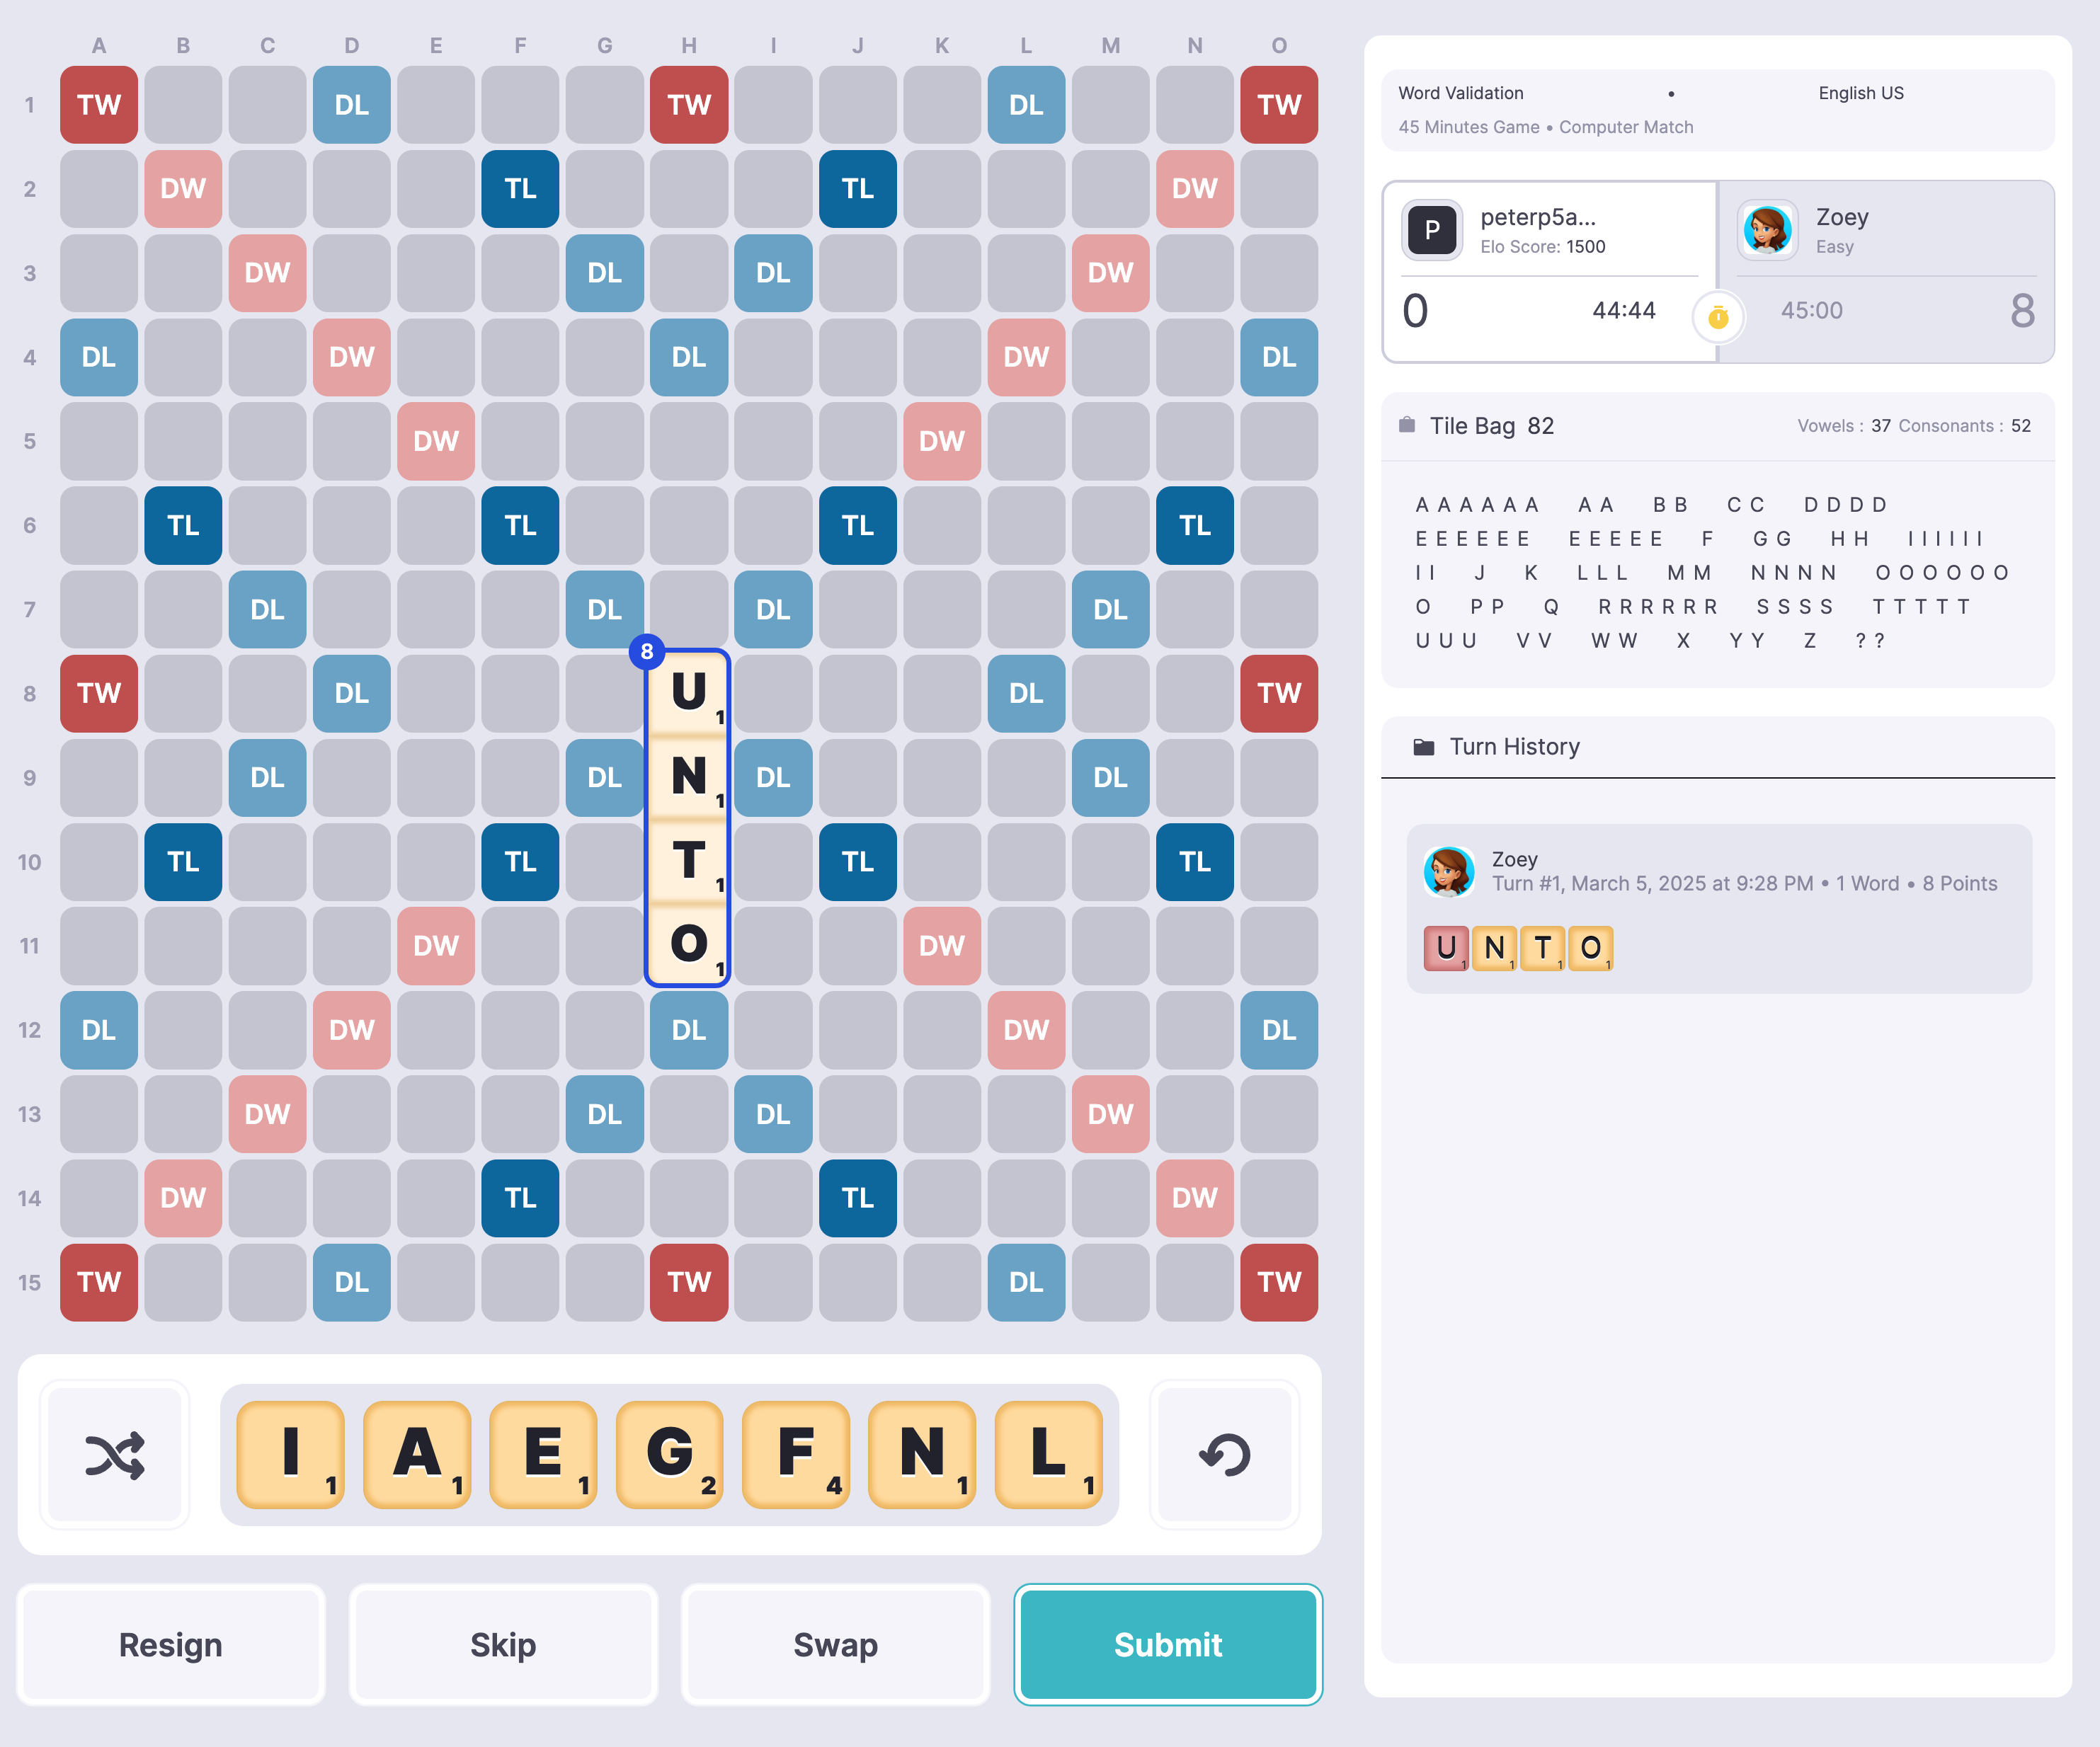 A B C D E F G H I J K L M N O
1 TW DL TW DL TW
2 DW TL TL DW
3 DW DL DL DW
4 DL DW DL DW DL
5 DW DW
6 TL TL TL TL
7 DL DL DL DL
8
8 TW DL U 1 DL TW
9 DL DL N 1 DL DL
10 TL TL T 1 TL TL
11 DW O 1 DW
12 DL DW DL DW DL
13 DW DL DL DW
14 DW TL TL DW
15 TW DL TW DL TW
I 1 A 1 E 1 G 2 F 4 N 1 L 1
Resign Skip Swap Submit
Word Validation • English US
45 Minutes Game • Computer Match
P peterp5a... Zoey
Elo Score: 1500 Easy
0 44:44 45:00 8
Tile Bag 82 Vowels : 37 Consonants : 52
A A A A A A A A B B C C D D D D
E E E E E E E E E E E F G G H H I I I I I I
I I J K L L L M M N N N N O O O O O O
O P P Q R R R R R R S S S S T T T T T
U U U V V W W X Y Y Z ? ?
Turn History
Zoey
Turn #1, March 5, 2025 at 9:28 PM • 1 Word • 8 Points
U 1 N 1 T 1 O 1